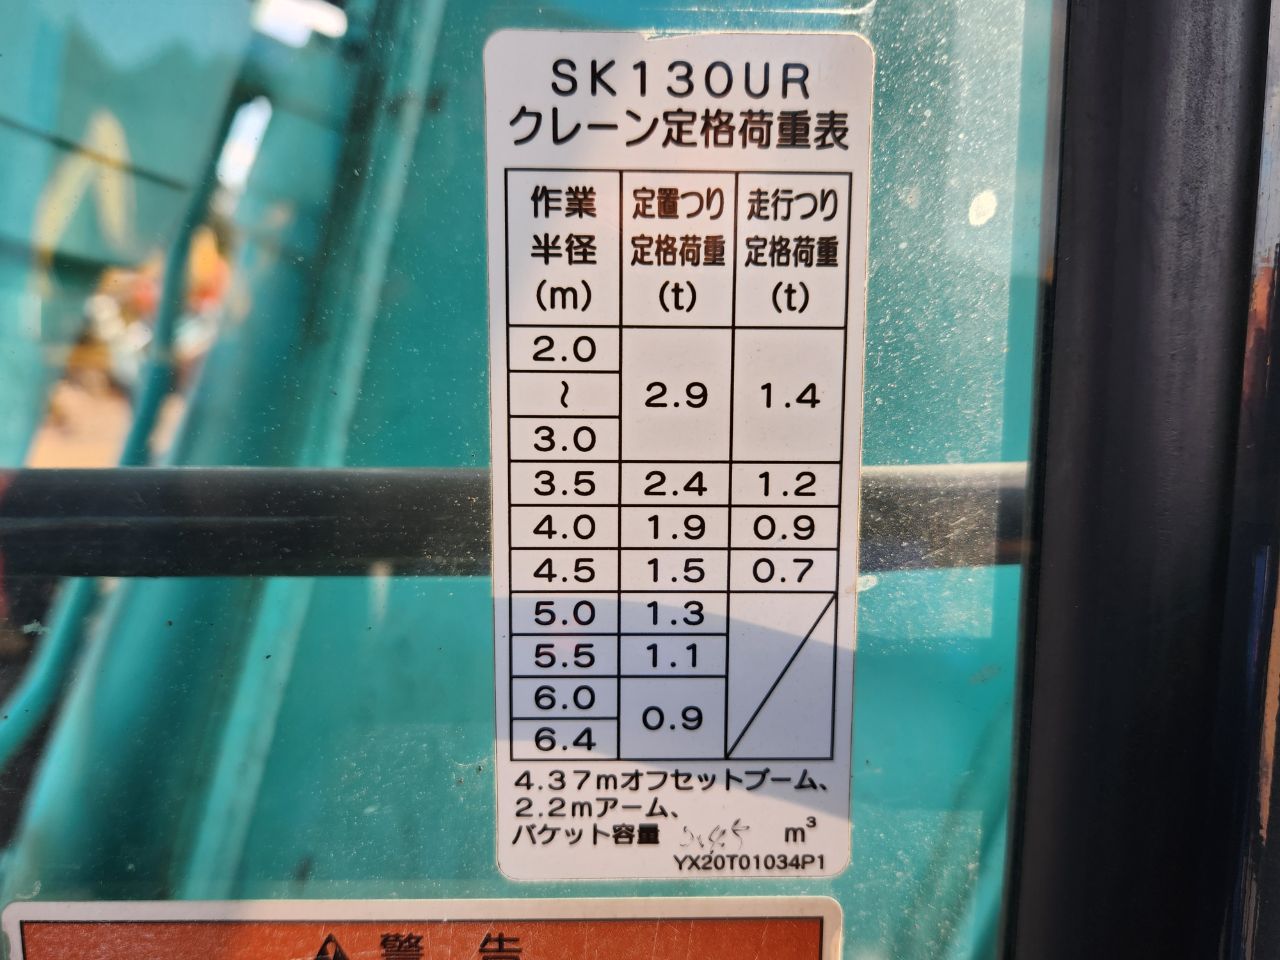 SK130UR
クレーン定格荷重表
作業半径(m) 定置つり定格荷重(t) 走行つり定格荷重(t)
2.0
~ 2.9 1.4
3.0
3.5 2.4 1.2
4.0 1.9 0.9
4.5 1.5 0.7
5.0 1.3
5.5 1.1
6.0
0.9
6.4
4.37mオフセットブーム、
2.2mアーム、
バケット容量 m³
YX20T01034P1
警告